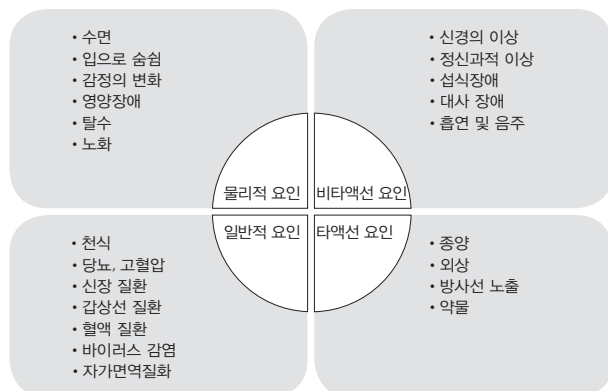 • 수면
• 입으로 숨쉼
• 감정의 변화
• 영양장애
• 탈수
• 노화
• 신경의 이상
• 정신과적 이상
• 섭식장애
• 대사 장애
• 흡연 및 음주
물리적 요인
비타액선 요인
일반적 요인
타액선 요인
• 천식
• 당뇨, 고혈압
• 신장 질환
• 갑상선 질환
• 혈액 질환
• 바이러스 감염
• 자가면역질화
• 종양
• 외상
• 방사선 노출
• 약물